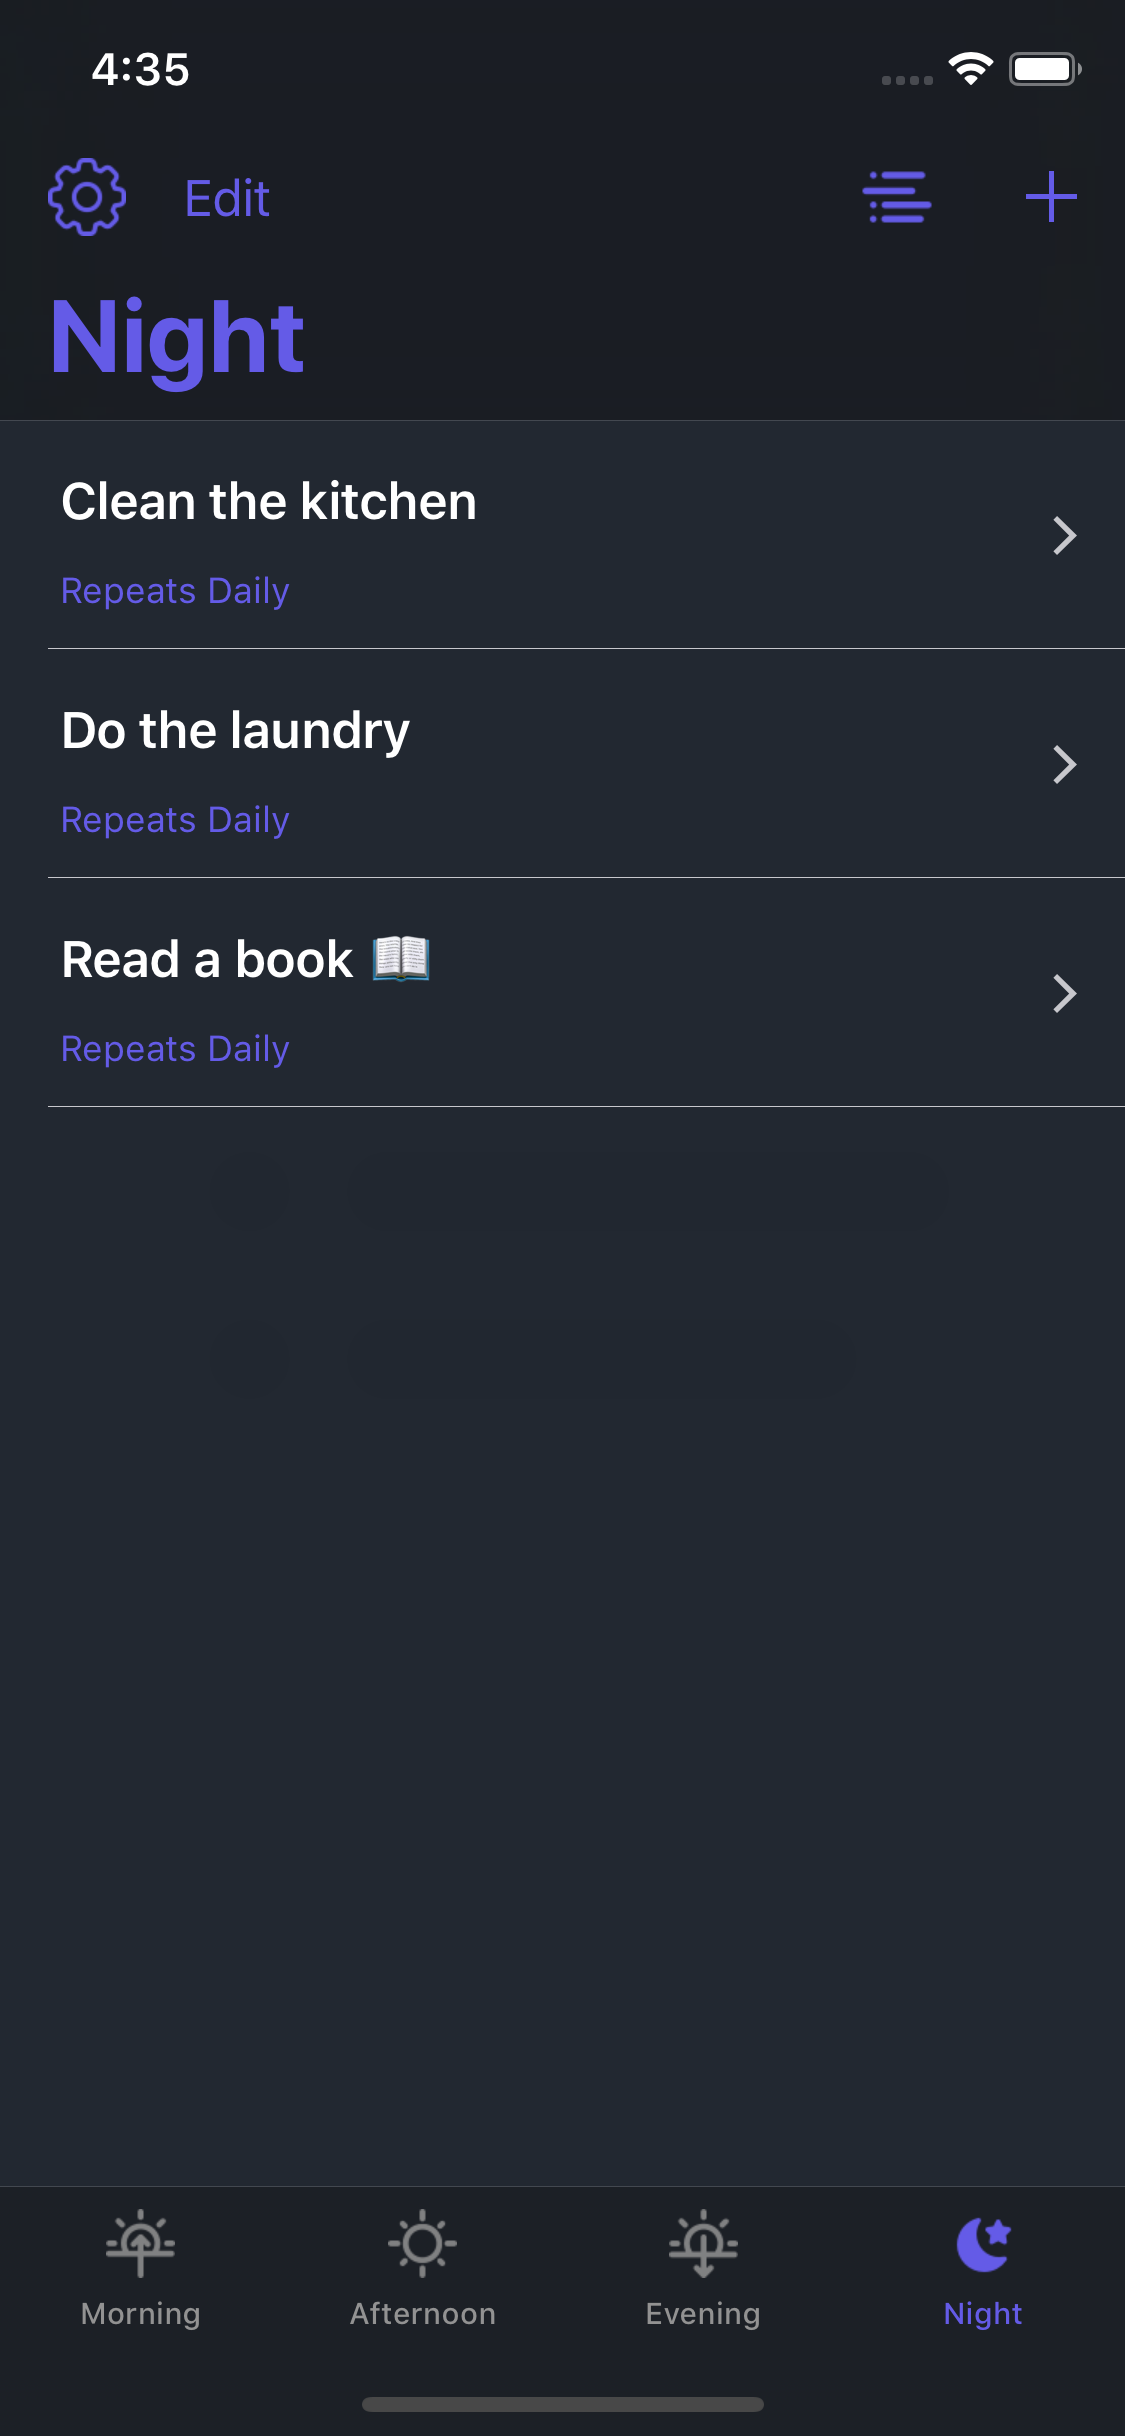 4:35
Edit
Night
Clean the kitchen
Repeats Daily
Do the laundry
Repeats Daily
Read a book 📖
Repeats Daily
Morning Afternoon Evening Night